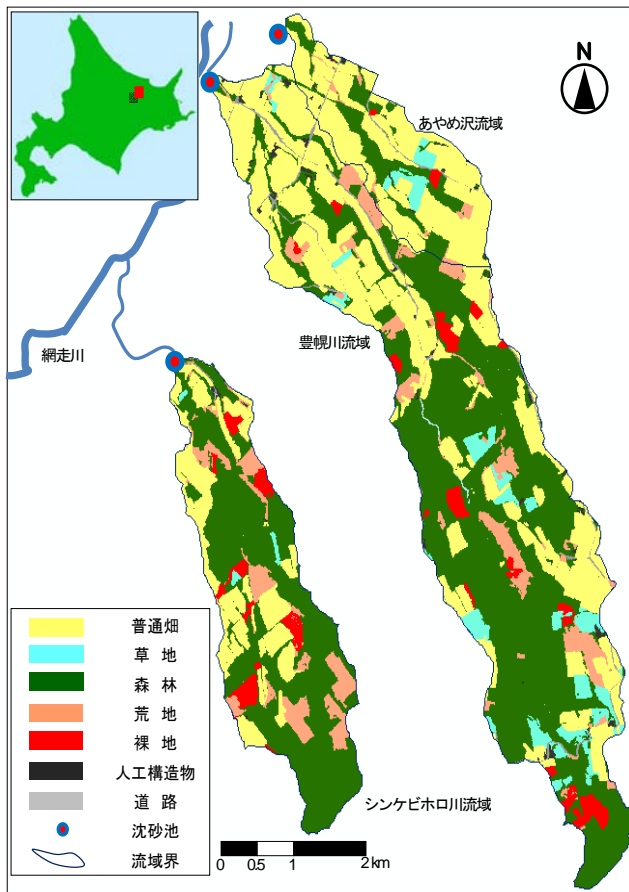 N
あやめ沢流域
豊幌川流域
網走川
シンケビホロ川流域
普通畑
草 地
森 林
荒 地
裸 地
人工構造物
道 路
沈砂池
流域界
0 0.5 1 2km